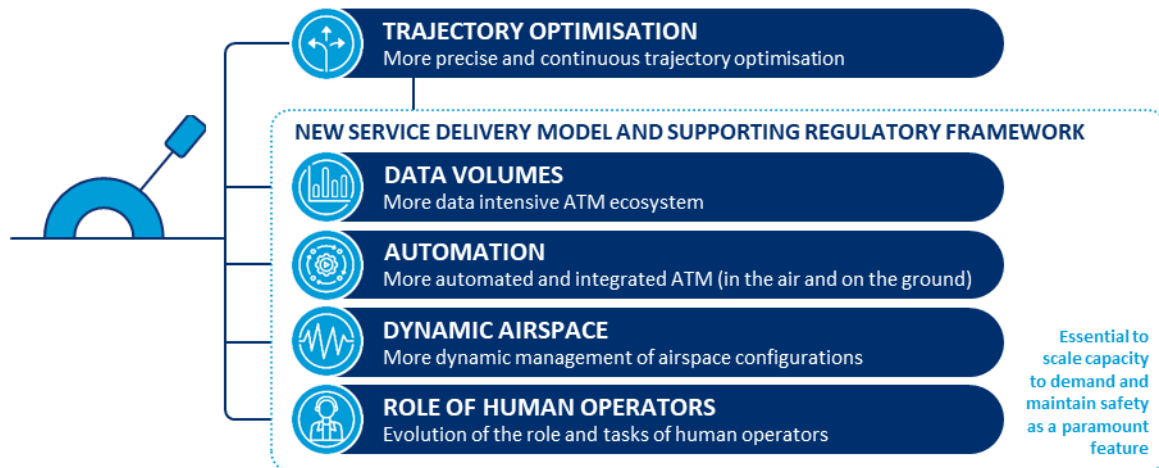 TRAJECTORY OPTIMISATION
More precise and continuous trajectory optimisation
NEW SERVICE DELIVERY MODEL AND SUPPORTING REGULATORY FRAMEWORK
DATA VOLUMES
More data intensive ATM ecosystem
AUTOMATION
More automated and integrated ATM (in the air and on the ground)
DYNAMIC AIRSPACE
More dynamic management of airspace configurations
ROLE OF HUMAN OPERATORS
Evolution of the role and tasks of human operators
Essential to
scale capacity
to demand and
maintain safety
as a paramount
feature